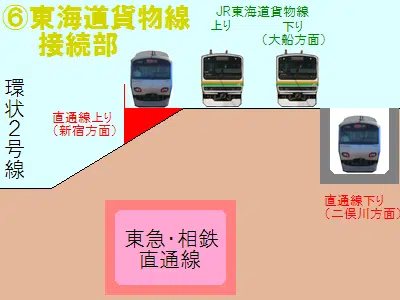 ⑥東海道貨物線
接続部
JR東海道貨物線
上り 下り
(大船方面)
環状2号線
直通線上り
(新宿方面)
直通線下り
(二俣川方面)
東急・相鉄
直通線